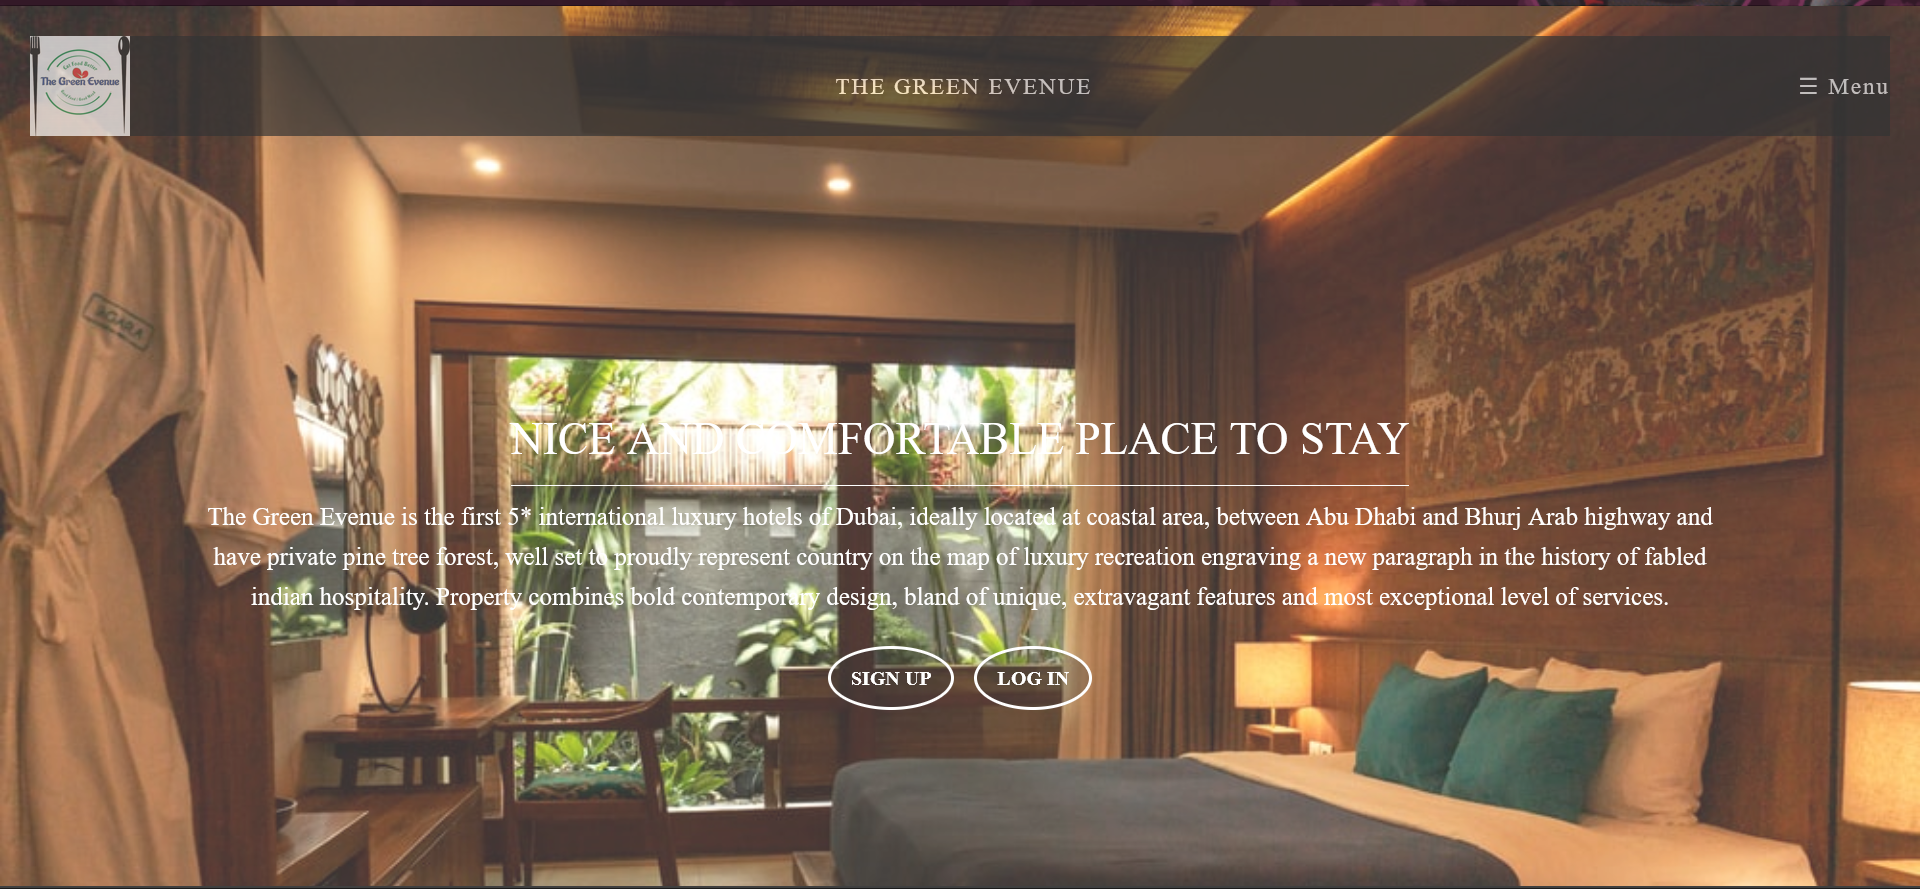 Eat Food Better
The Green Evenue
THE GREEN EVENUE
☰ Menu
NICE AND COMFORTABLE PLACE TO STAY
The Green Evenue is the first 5* international luxury hotels of Dubai, ideally located at coastal area, between Abu Dhabi and Bhurj Arab highway and
have private pine tree forest, well set to proudly represent country on the map of luxury recreation engraving a new paragraph in the history of fabled
indian hospitality. Property combines bold contemporary design, bland of unique, extravagant features and most exceptional level of services.
SIGN UP
LOG IN